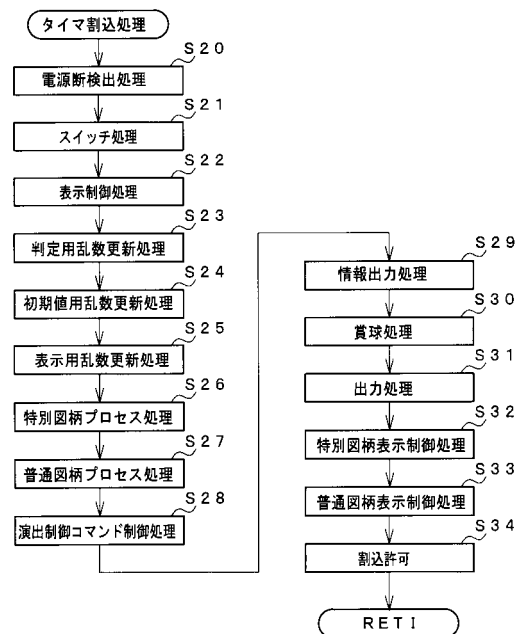 タイマ割込処理
S20
電源断検出処理
S21
スイッチ処理
S22
表示制御処理
S23
判定用乱数更新処理
S24
初期値用乱数更新処理
S25
表示用乱数更新処理
S26
特別図柄プロセス処理
S27
普通図柄プロセス処理
S28
演出制御コマンド制御処理
S29
情報出力処理
S30
賞球処理
S31
出力処理
S32
特別図柄表示制御処理
S33
普通図柄表示制御処理
S34
割込許可
RETI